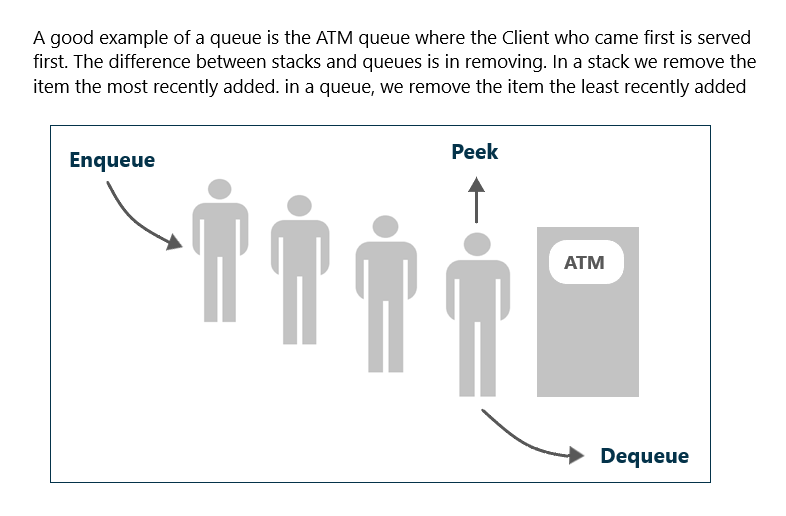 A good example of a queue is the ATM queue where the Client who came first is served
first. The difference between stacks and queues is in removing. In a stack we remove the
item the most recently added. in a queue, we remove the item the least recently added
Enqueue
Peek
ATM
Dequeue